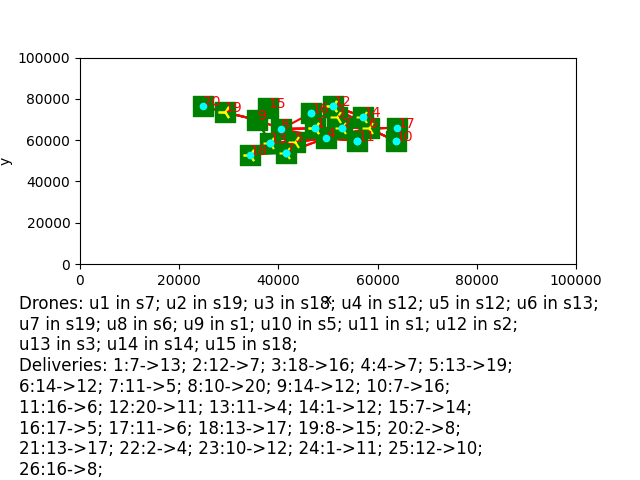 100000
80000
60000
40000
20000
0
y
0 20000 40000 60000 80000 100000
x
Drones: u1 in s7; u2 in s19; u3 in s18; u4 in s12; u5 in s12; u6 in s13;
u7 in s19; u8 in s6; u9 in s1; u10 in s5; u11 in s1; u12 in s2;
u13 in s3; u14 in s14; u15 in s18;
Deliveries: 1:7->13; 2:12->7; 3:18->16; 4:4->7; 5:13->19;
6:14->12; 7:11->5; 8:10->20; 9:14->12; 10:7->16;
11:16->6; 12:20->11; 13:11->4; 14:1->12; 15:7->14;
16:17->5; 17:11->6; 18:13->17; 19:8->15; 20:2->8;
21:13->17; 22:2->4; 23:10->12; 24:1->11; 25:12->10;
26:16->8;